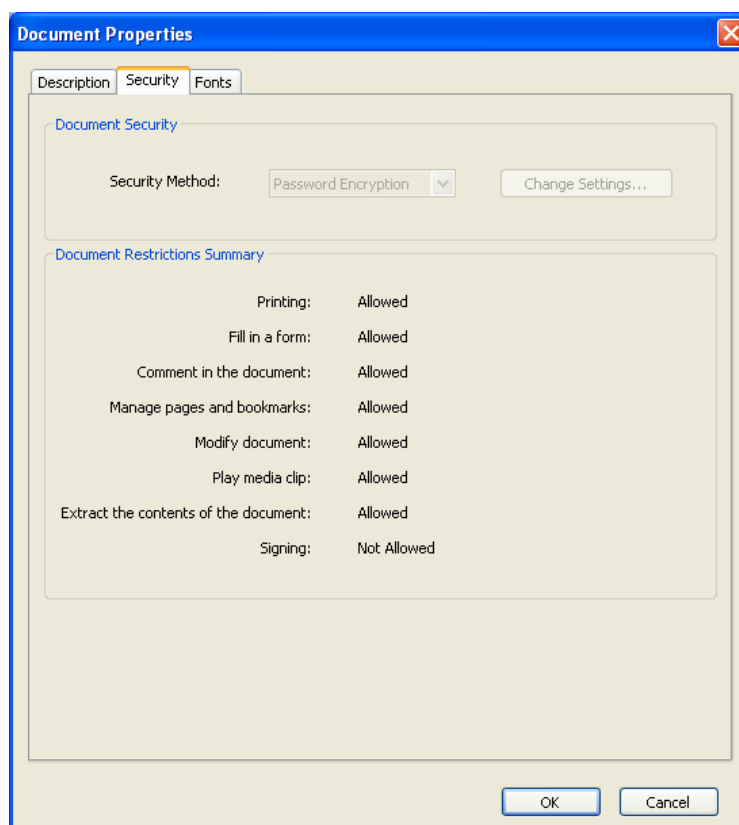 Document Properties
Description Security Fonts
Document Security
Security Method: Password Encryption Change Settings...
Document Restrictions Summary
Printing: Allowed
Fill in a form: Allowed
Comment in the document: Allowed
Manage pages and bookmarks: Allowed
Modify document: Allowed
Play media clip: Allowed
Extract the contents of the document: Allowed
Signing: Not Allowed
OK Cancel